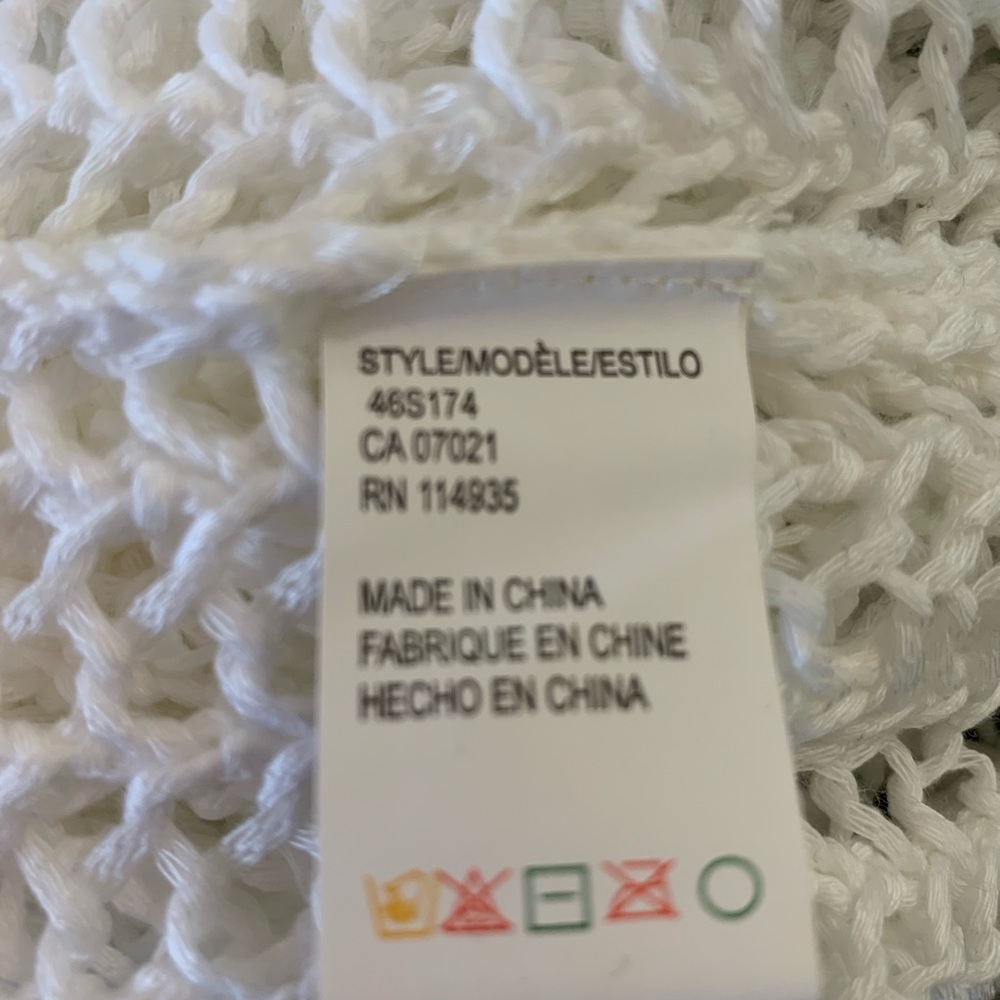 STYLE/MODÈLE/ESTILO
46S174
CA 07021
RN 114935
MADE IN CHINA
FABRIQUE EN CHINE
HECHO EN CHINA